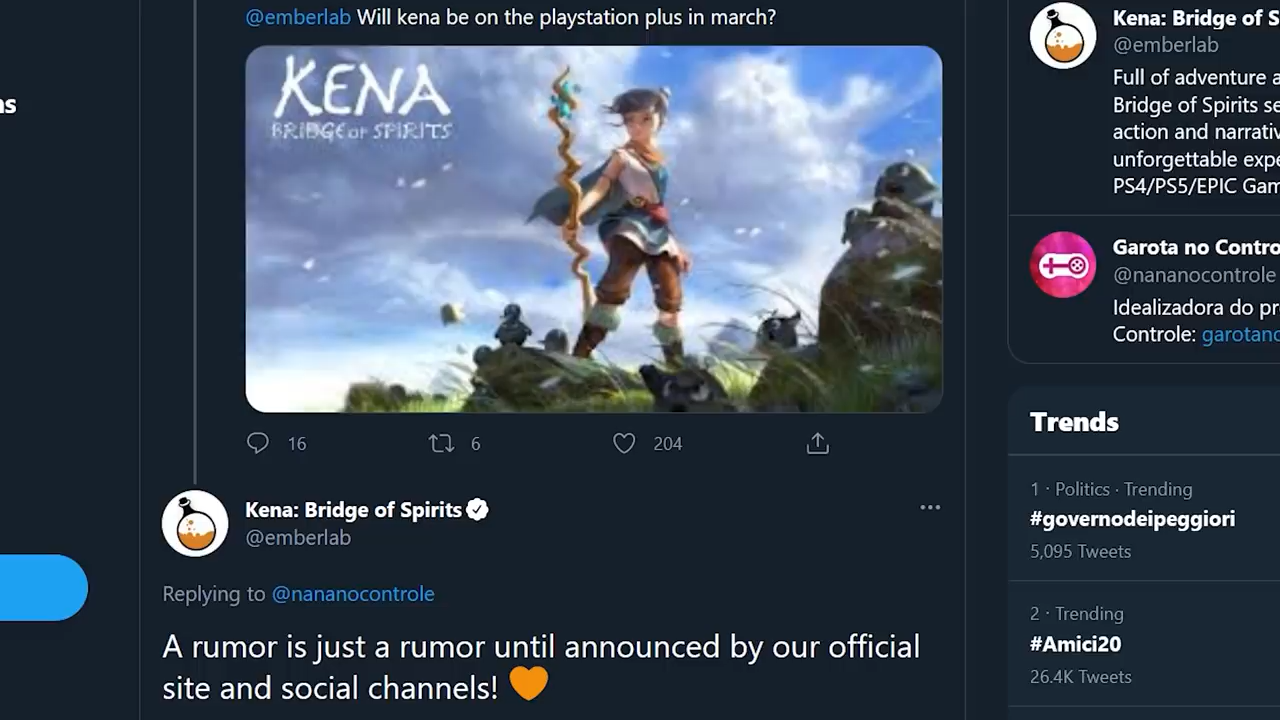 @emberlab Will kena be on the playstation plus in march?
KENA
BRIDGE OF SPIRITS
16
6
204
Kena: Bridge of Spirits
@emberlab
Replying to @nananocontrole
A rumor is just a rumor until announced by our official
site and social channels! 🧡
Kena: Bridge of S
@emberlab
Full of adventure a
Bridge of Spirits se
action and narrativ
unforgettable expe
PS4/PS5/EPIC Gam
Garota no Contro
@nananocontrole
Idealizadora do pr
Controle: garotano
Trends
1 · Politics · Trending
#governodeipeggiori
5,095 Tweets
2 · Trending
#Amici20
26.4K Tweets